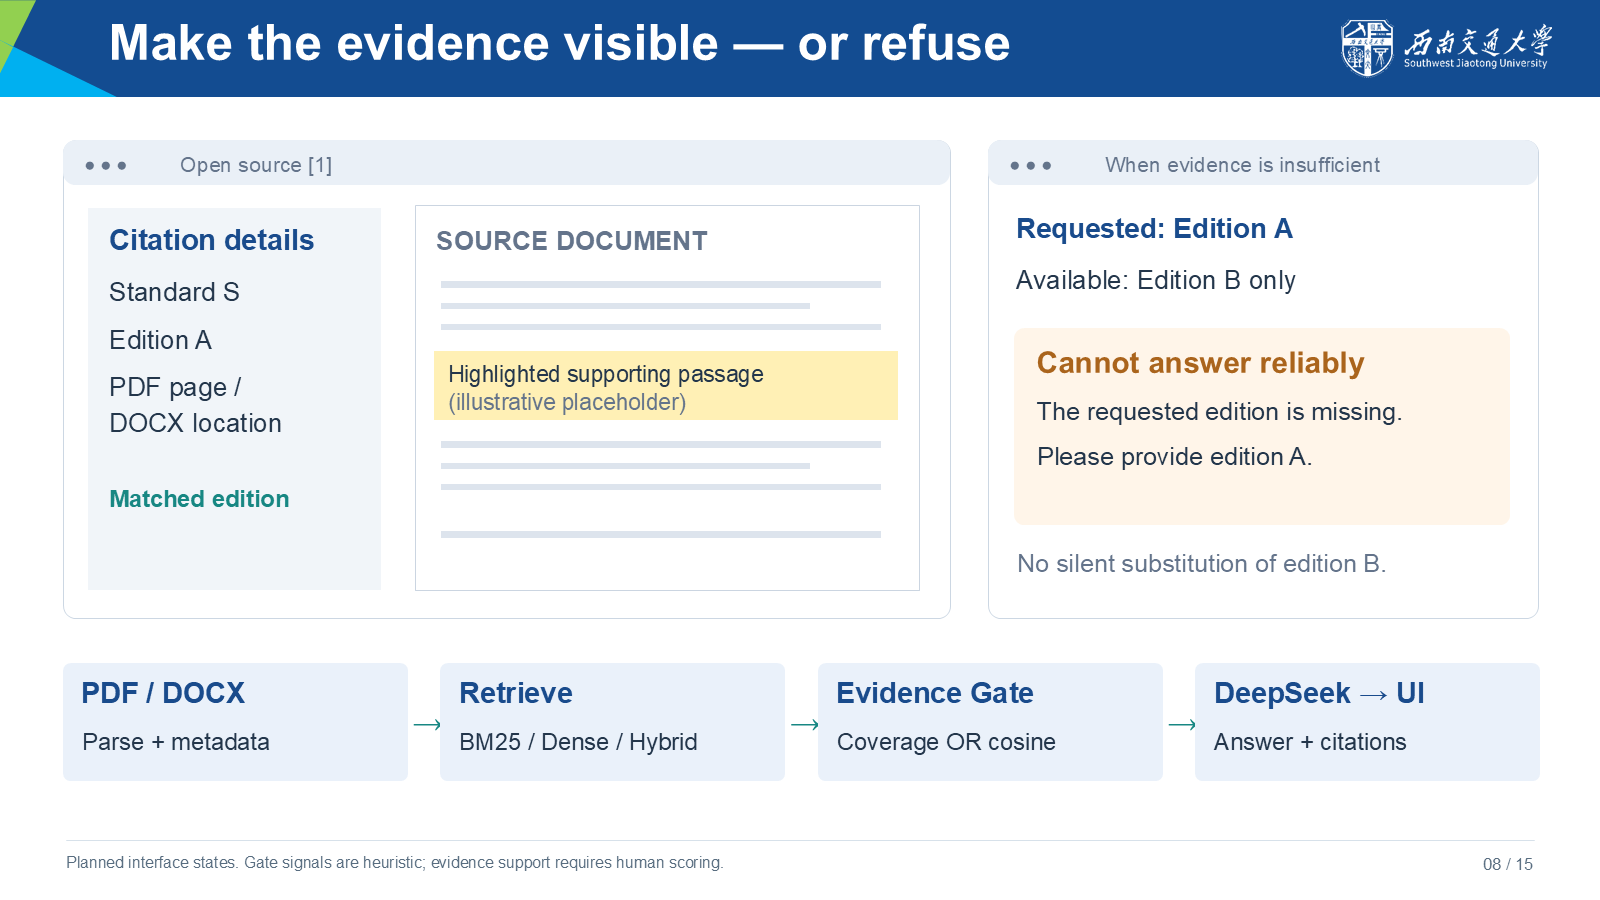 Make the evidence visible — or refuse
西南交通大学
Southwest Jiaotong University
Open source [1]
Citation details
Standard S
Edition A
PDF page /
DOCX location
Matched edition
SOURCE DOCUMENT
Highlighted supporting passage
(illustrative placeholder)
When evidence is insufficient
Requested: Edition A
Available: Edition B only
Cannot answer reliably
The requested edition is missing.
Please provide edition A.
No silent substitution of edition B.
PDF / DOCX
Parse + metadata
→
Retrieve
BM25 / Dense / Hybrid
→
Evidence Gate
Coverage OR cosine
→
DeepSeek → UI
Answer + citations
Planned interface states. Gate signals are heuristic; evidence support requires human scoring.
08 / 15